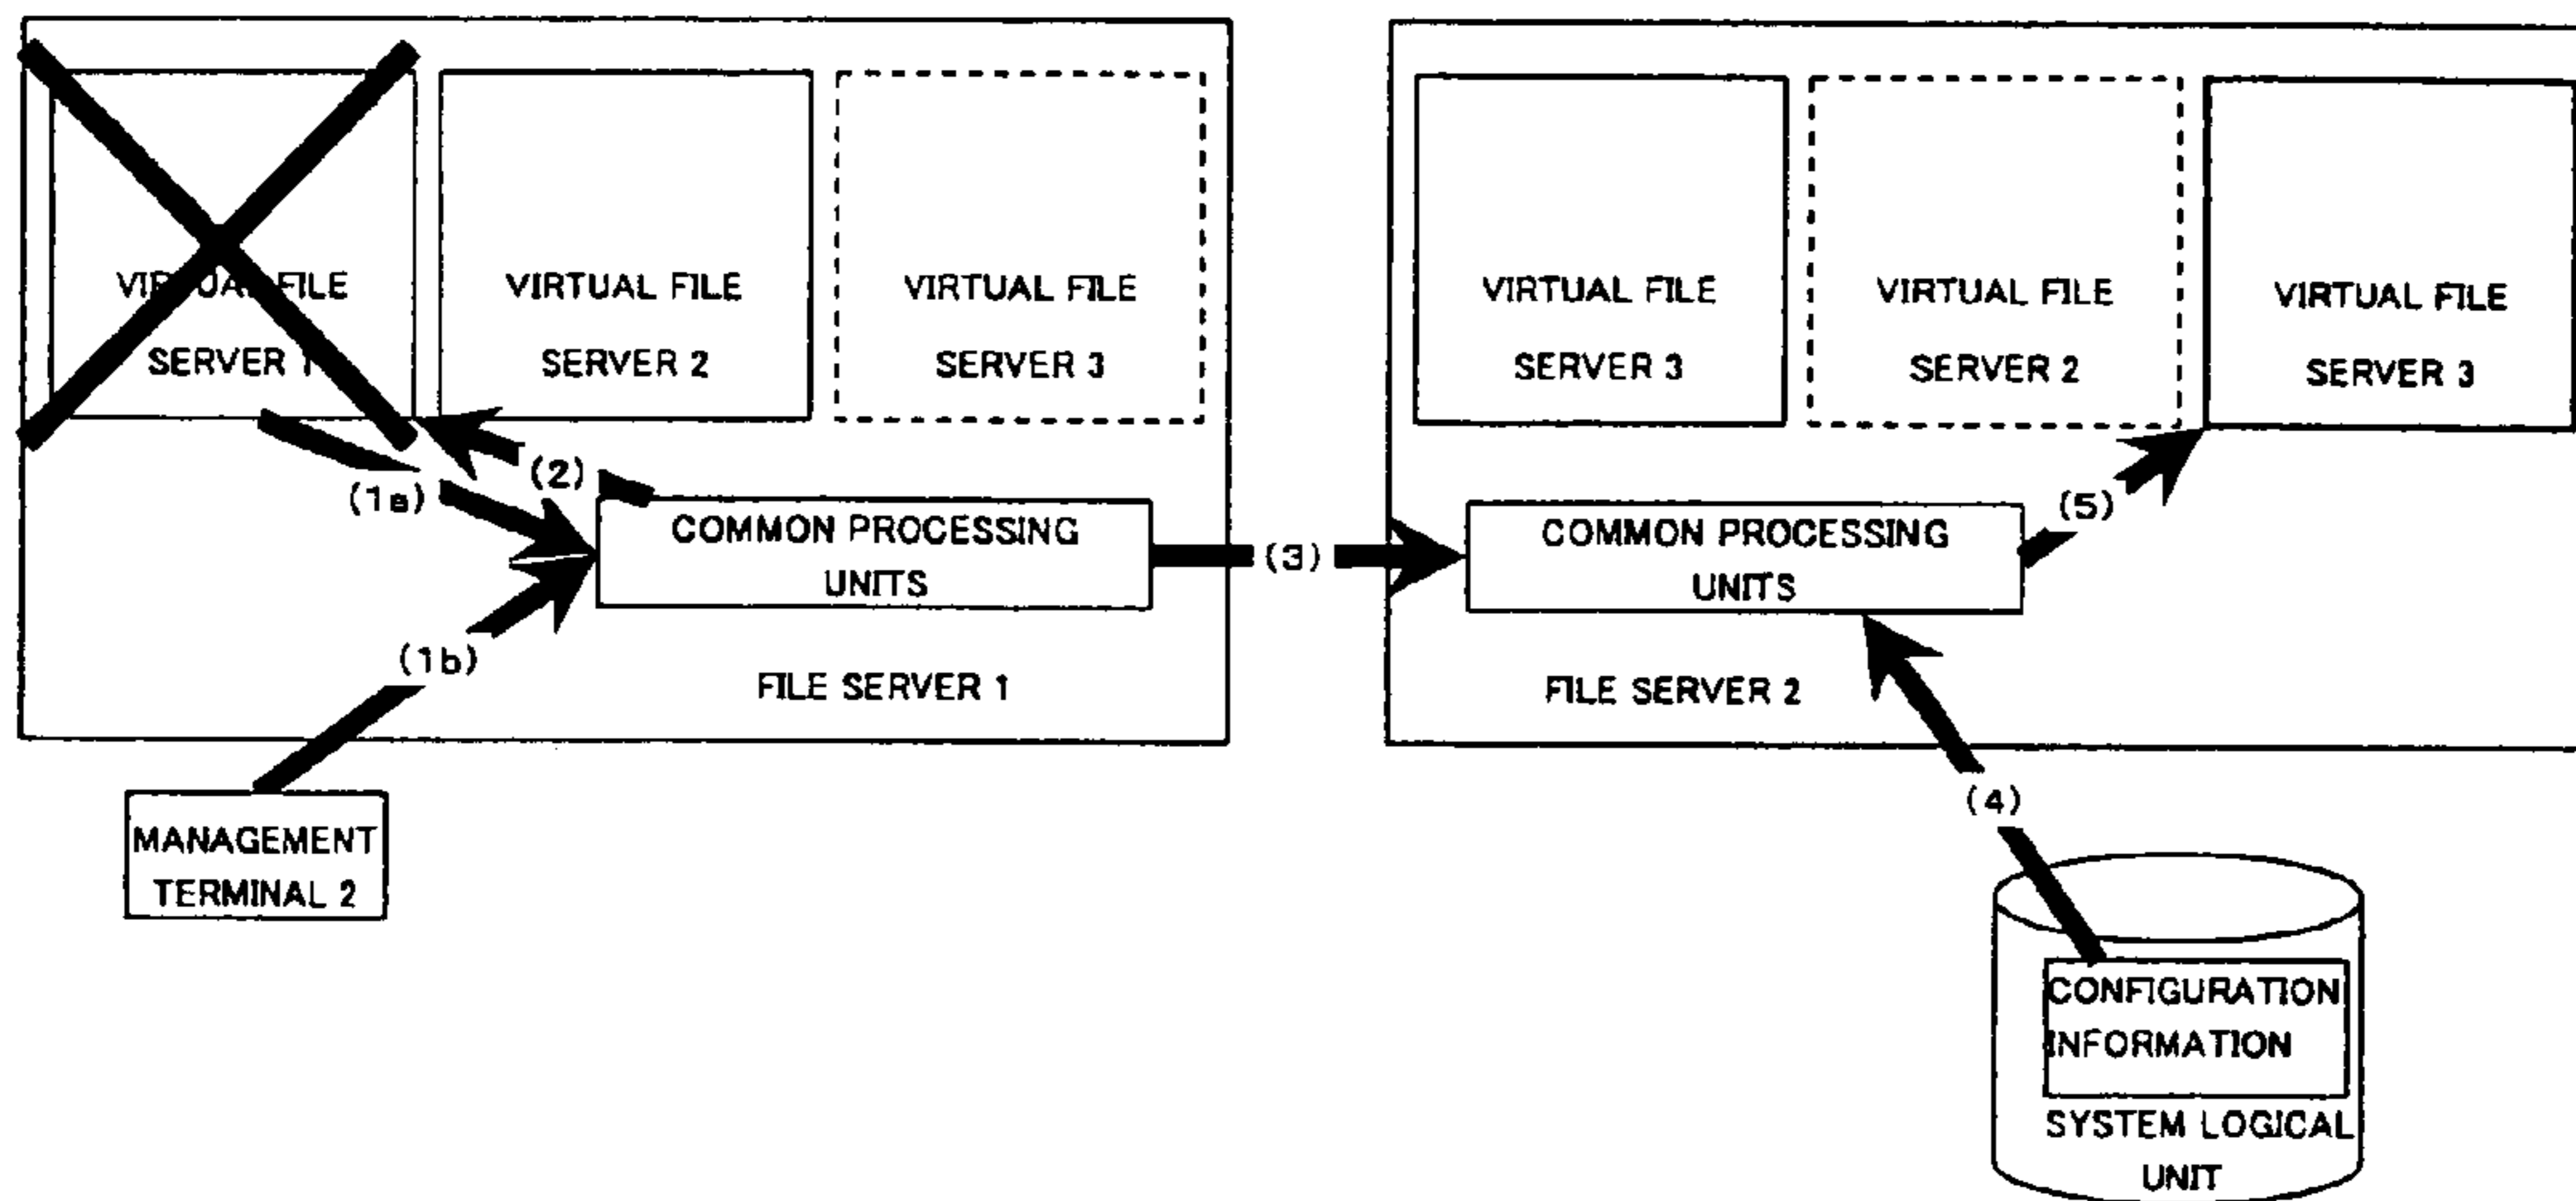 VIRTUAL FILE
SERVER 1
VIRTUAL FILE
SERVER 2
VIRTUAL FILE
SERVER 3
(1a)
(2)
COMMON PROCESSING
UNITS
(1b)
FILE SERVER 1
MANAGEMENT
TERMINAL 2
(3)
VIRTUAL FILE
SERVER 3
VIRTUAL FILE
SERVER 2
VIRTUAL FILE
SERVER 3
COMMON PROCESSING
UNITS
(5)
FILE SERVER 2
(4)
CONFIGURATION
INFORMATION
SYSTEM LOGICAL
UNIT